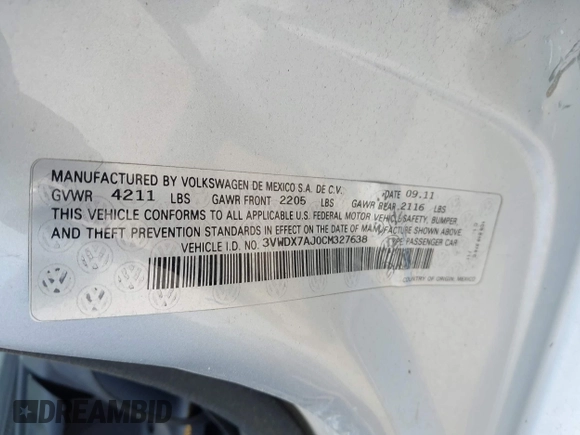 MANUFACTURED BY VOLKSWAGEN DE MEXICO S.A. DE C.V. DATE 09.11
GVWR 4211 LBS GAWR FRONT 2205 LBS GAWR REAR 2116 LBS
THIS VEHICLE CONFORMS TO ALL APPLICABLE U.S. FEDERAL MOTOR VEHICLE SAFETY, BUMPER,
AND THEFT PREVENTION STANDARDS IN EFFECT ON THE DATE OF MANUFACTURE SHOWN ABOVE.
VEHICLE I.D. NO. 3VWDX7AJ0CM327638 TYPE PASSENGER CAR
COUNTRY OF ORIGIN, MEXICO
DREAMBID